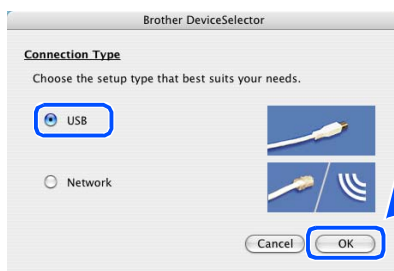 Brother DeviceSelector
Connection Type
Choose the setup type that best suits your needs.
USB
Network
Cancel OK